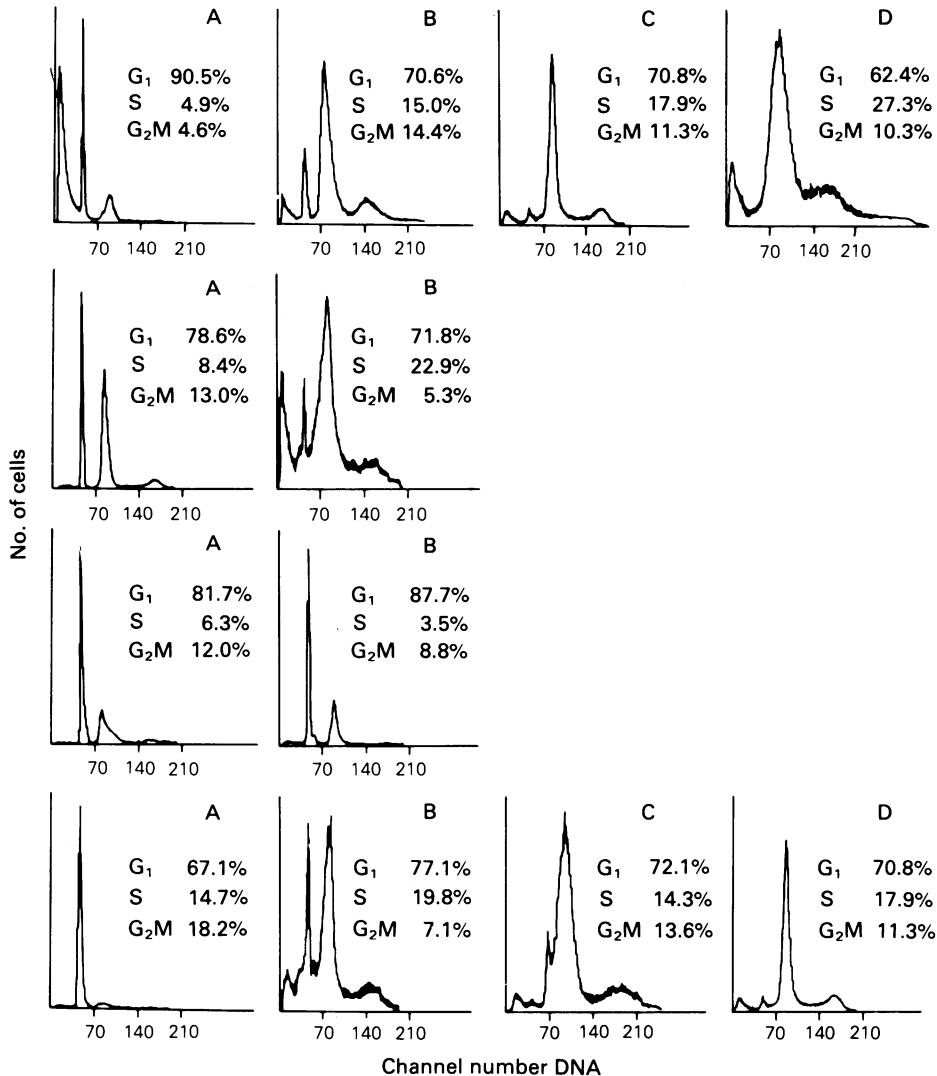 A
G₁ 90.5%
S 4.9%
G₂M 4.6%
70 140 210
B
G₁ 70.6%
S 15.0%
G₂M 14.4%
70 140 210
C
G₁ 70.8%
S 17.9%
G₂M 11.3%
70 140 210
D
G₁ 62.4%
S 27.3%
G₂M 10.3%
70 140 210
A
G₁ 78.6%
S 8.4%
G₂M 13.0%
70 140 210
B
G₁ 71.8%
S 22.9%
G₂M 5.3%
70 140 210
No. of cells
A
G₁ 81.7%
S 6.3%
G₂M 12.0%
70 140 210
B
G₁ 87.7%
S 3.5%
G₂M 8.8%
70 140 210
A
G₁ 67.1%
S 14.7%
G₂M 18.2%
70 140 210
B
G₁ 77.1%
S 19.8%
G₂M 7.1%
70 140 210
C
G₁ 72.1%
S 14.3%
G₂M 13.6%
70 140 210
D
G₁ 70.8%
S 17.9%
G₂M 11.3%
70 140 210
Channel number DNA